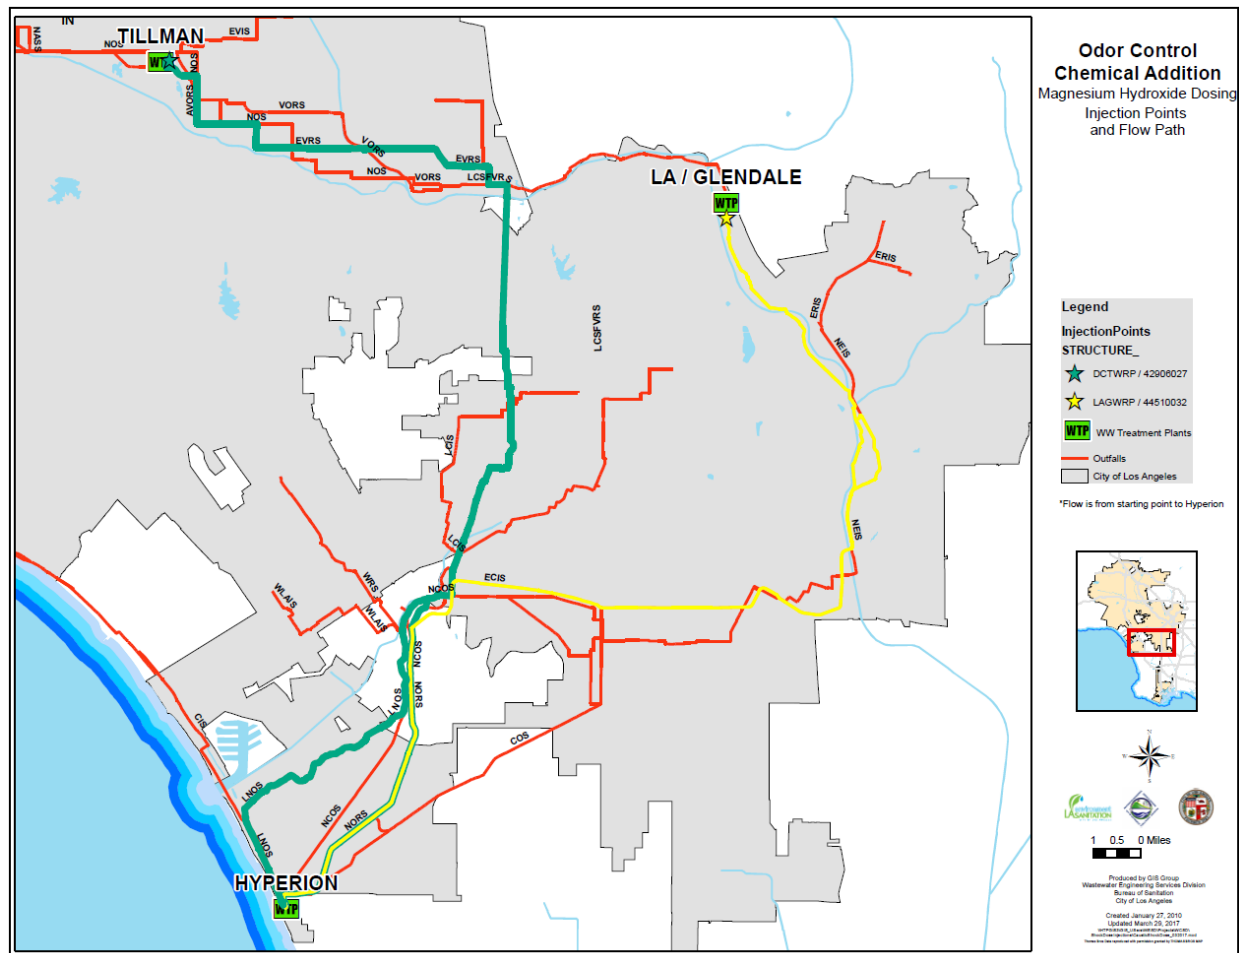 IN
TILLMAN
NASS
NOS
EVIS
WTP
NOS
AVORS
VORS
NOS
EVRS
VORS
EVRS
NOS
VORS
LCSFVRS
LA / GLENDALE
WTP
ERIS
ERIS
NEIS
LCSFVRS
LCIS
NEIS
LCIS
ECIS
NCOS
WRS
WLAIS
WLAIS
NCOS
NORS
LNOS
CIS
COS
LNOS
NCOS
NORS
LNOS
HYPERION
WTP
Odor Control
Chemical Addition
Magnesium Hydroxide Dosing
Injection Points
and Flow Path
Legend
InjectionPoints
STRUCTURE_
DCTWRP / 42906027
LAGWRP / 44510032
WTP WW Treatment Plants
Outfalls
City of Los Angeles
*Flow is from starting point to Hyperion
N
S
LASANITATION
1 0.5 0 Miles
Produced by GIS Group
Wastewater Engineering Services Division
Bureau of Sanitation
City of Los Angeles
Created January 27, 2010
Updated March 29, 2017